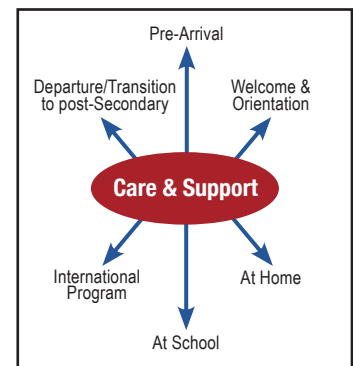 Pre-Arrival
Departure/Transition
to post-Secondary
Welcome &
Orientation
Care & Support
International
Program
At Home
At School